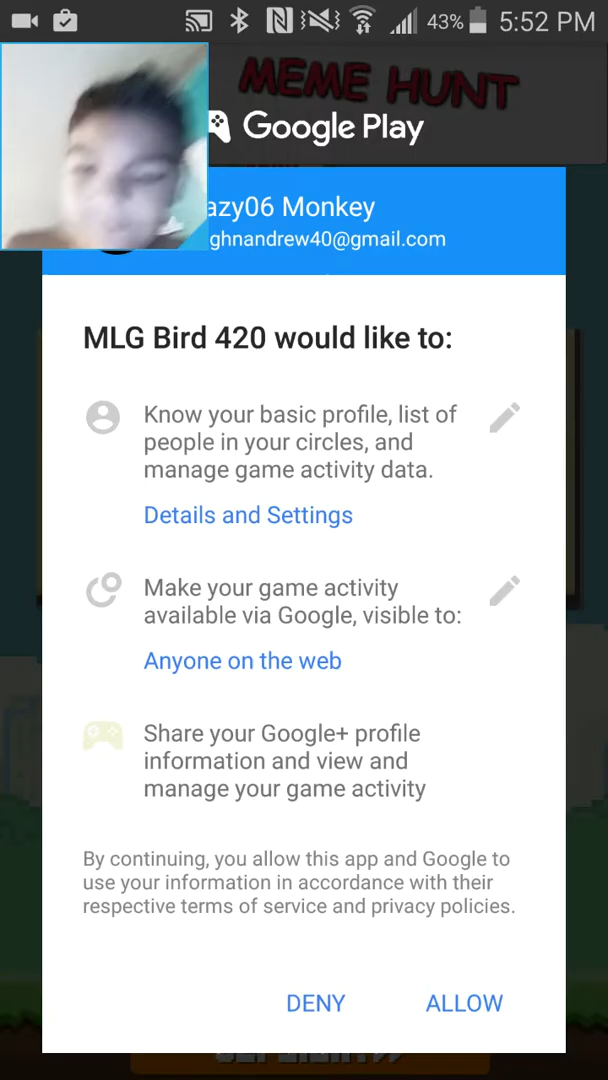 43% 5:52 PM
MEME HUNT
Google Play
azy06 Monkey
ghnandrew40@gmail.com
MLG Bird 420 would like to:
Know your basic profile, list of
people in your circles, and
manage game activity data.
Details and Settings
Make your game activity
available via Google, visible to:
Anyone on the web
Share your Google+ profile
information and view and
manage your game activity
By continuing, you allow this app and Google to
use your information in accordance with their
respective terms of service and privacy policies.
DENY ALLOW